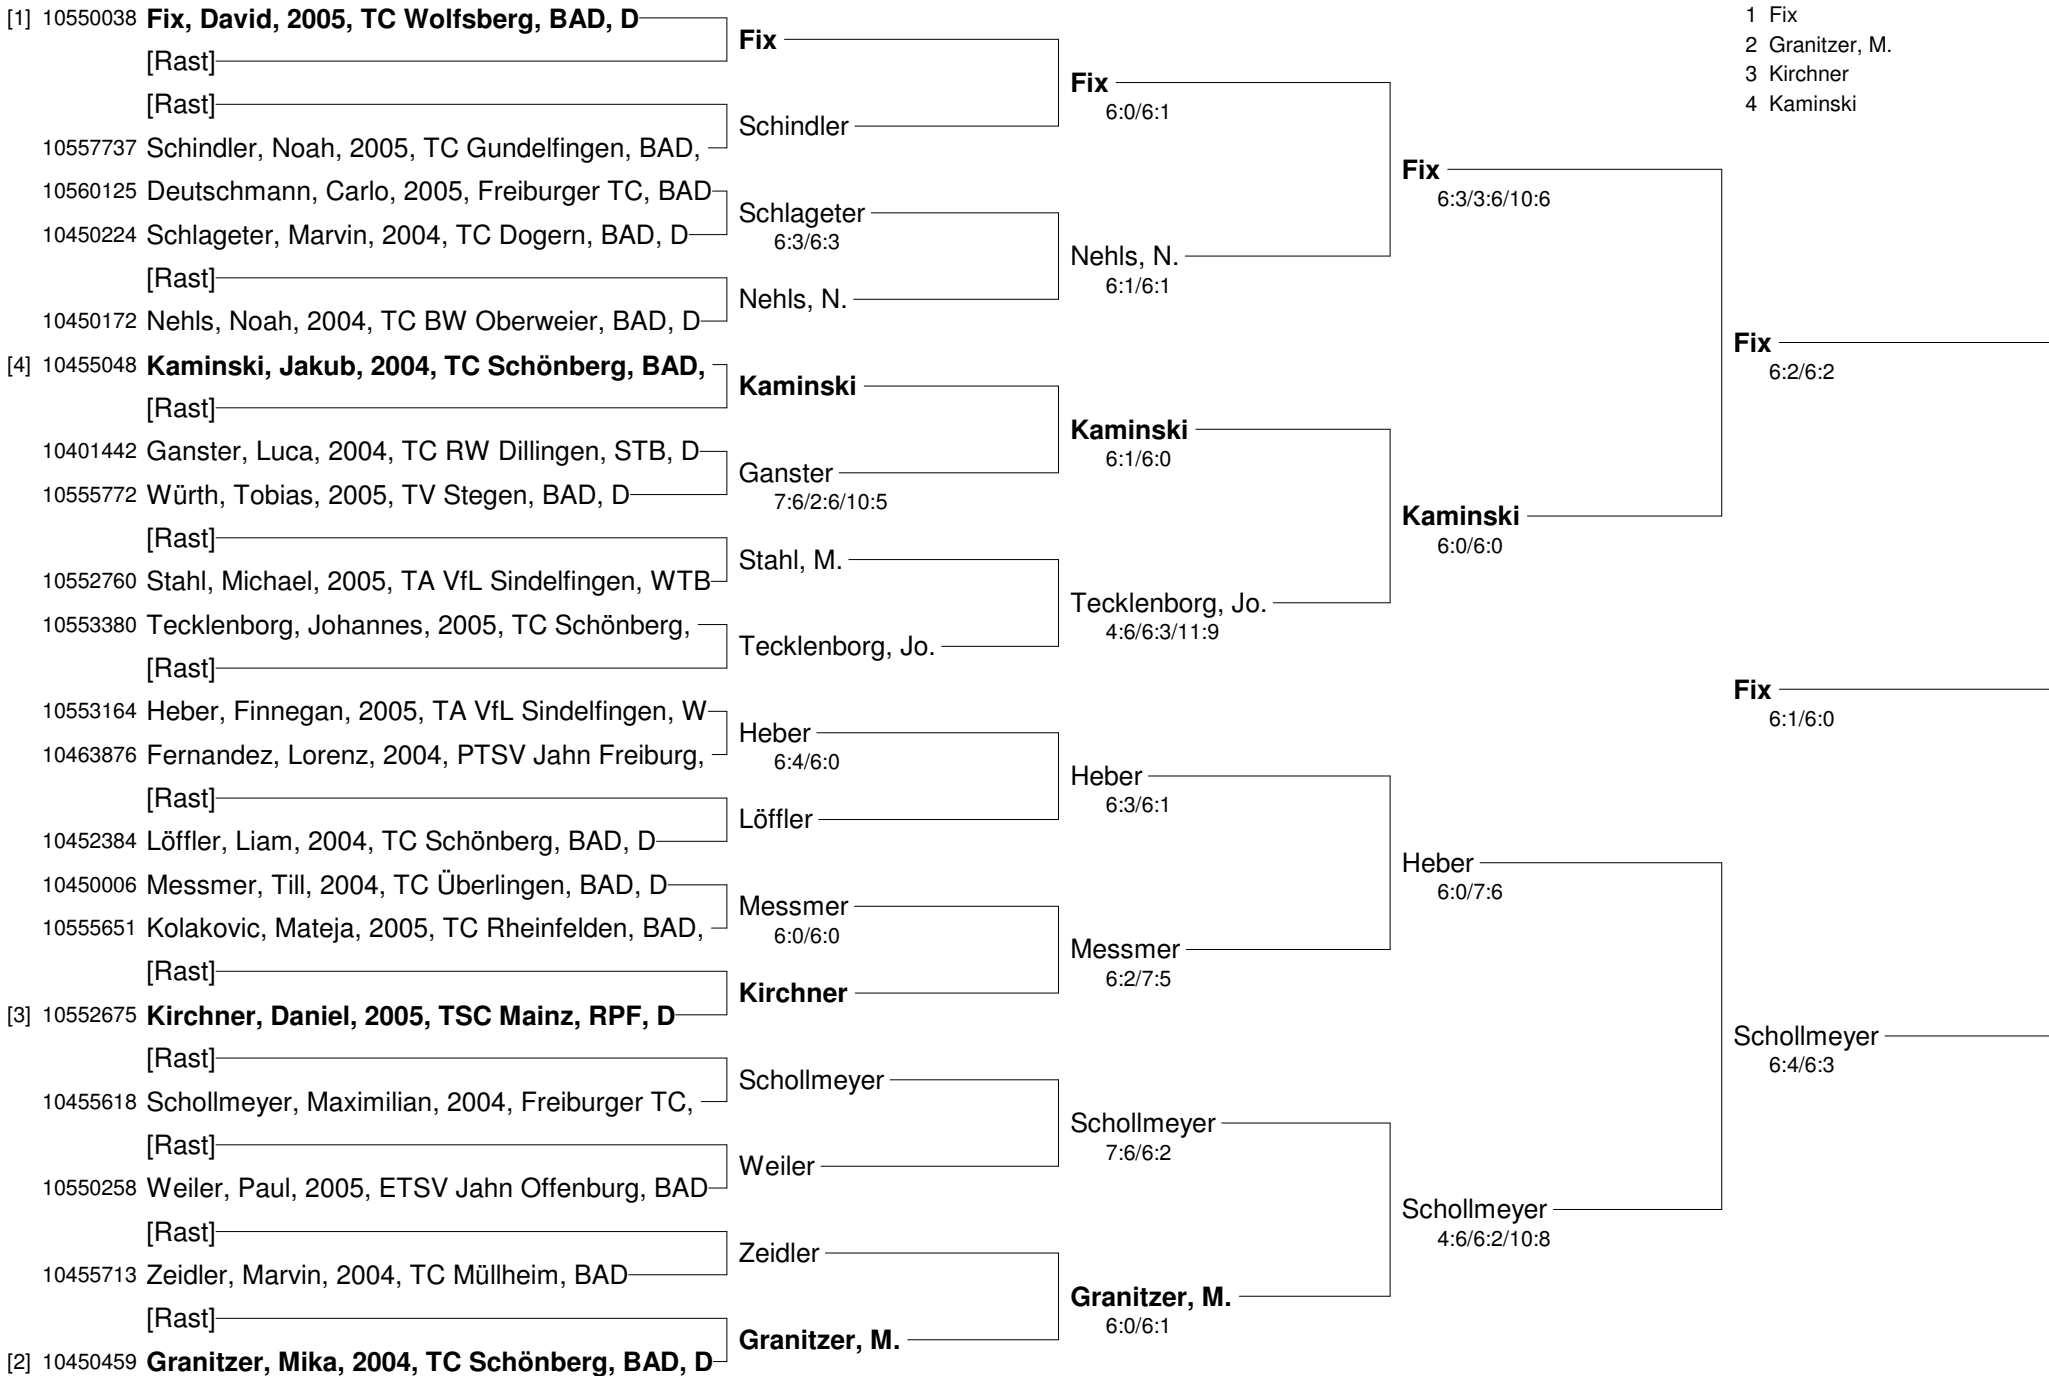 [1] 10550038 Fix, David, 2005, TC Wolfsberg, BAD, D
[Rast]
[Rast]
10557737 Schindler, Noah, 2005, TC Gundelfingen, BAD,
10560125 Deutschmann, Carlo, 2005, Freiburger TC, BAD
10450224 Schlageter, Marvin, 2004, TC Dogern, BAD, D
[Rast]
10450172 Nehls, Noah, 2004, TC BW Oberweier, BAD, D
[4] 10455048 Kaminski, Jakub, 2004, TC Schönberg, BAD,
[Rast]
10401442 Ganster, Luca, 2004, TC RW Dillingen, STB, D
10555772 Würth, Tobias, 2005, TV Stegen, BAD, D
[Rast]
10552760 Stahl, Michael, 2005, TA VfL Sindelfingen, WTB
10553380 Tecklenborg, Johannes, 2005, TC Schönberg,
[Rast]
10553164 Heber, Finnegan, 2005, TA VfL Sindelfingen, W
10463876 Fernandez, Lorenz, 2004, PTSV Jahn Freiburg,
[Rast]
10452384 Löffler, Liam, 2004, TC Schönberg, BAD, D
10450006 Messmer, Till, 2004, TC Überlingen, BAD, D
10555651 Kolakovic, Mateja, 2005, TC Rheinfelden, BAD,
[Rast]
[3] 10552675 Kirchner, Daniel, 2005, TSC Mainz, RPF, D
[Rast]
10455618 Schollmeyer, Maximilian, 2004, Freiburger TC,
[Rast]
10550258 Weiler, Paul, 2005, ETSV Jahn Offenburg, BAD
[Rast]
10455713 Zeidler, Marvin, 2004, TC Müllheim, BAD
[Rast]
[2] 10450459 Granitzer, Mika, 2004, TC Schönberg, BAD, D
Fix
Schindler
Schlageter
6:3/6:3
Nehls, N.
Kaminski
Ganster
7:6/2:6/10:5
Stahl, M.
Tecklenborg, Jo.
Heber
6:4/6:0
Löffler
Messmer
6:0/6:0
Kirchner
Schollmeyer
Weiler
Zeidler
Granitzer, M.
Fix
6:0/6:1
Nehls, N.
6:1/6:1
Kaminski
6:1/6:0
Tecklenborg, Jo.
4:6/6:3/11:9
Heber
6:3/6:1
Messmer
6:2/7:5
Schollmeyer
7:6/6:2
Granitzer, M.
6:0/6:1
Fix
6:3/3:6/10:6
Kaminski
6:0/6:0
Heber
6:0/7:6
Schollmeyer
4:6/6:2/10:8
1 Fix
2 Granitzer, M.
3 Kirchner
4 Kaminski
Fix
6:2/6:2
Fix
6:1/6:0
Schollmeyer
6:4/6:3